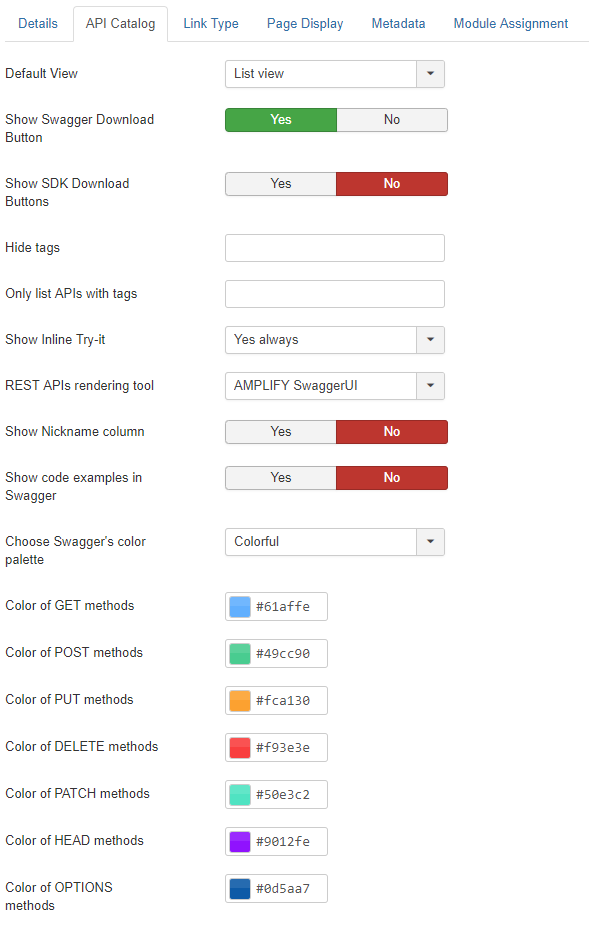 Details API Catalog Link Type Page Display Metadata Module Assignment
Default View List view
Show Swagger Download
Button
Yes No
Show SDK Download
Buttons
Yes No
Hide tags
Only list APIs with tags
Show Inline Try-it Yes always
REST APIs rendering tool AMPLIFY SwaggerUI
Show Nickname column Yes No
Show code examples in
Swagger
Yes No
Choose Swagger's color
palette
Colorful
Color of GET methods #61affe
Color of POST methods #49cc90
Color of PUT methods #fca130
Color of DELETE methods #f93e3e
Color of PATCH methods #50e3c2
Color of HEAD methods #9012fe
Color of OPTIONS
methods
#0d5aa7